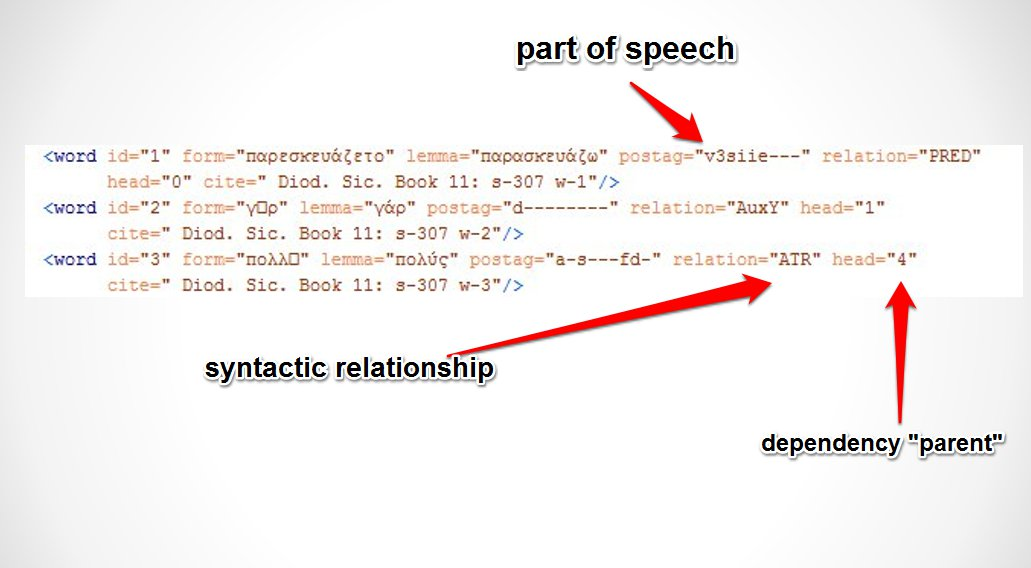 part of speech
<word id="1" form="παρεσκευάζετο" lemma="παρασκευάζω" postag="v3siie---" relation="PRED"
head="0" cite=" Diod. Sic. Book 11: s-307 w-1"/>
<word id="2" form="γ□ρ" lemma="γάρ" postag="d--------" relation="AuxY" head="1"
cite=" Diod. Sic. Book 11: s-307 w-2"/>
<word id="3" form="πολλ□" lemma="πολύς" postag="a-s---fd-" relation="ATR" head="4"
cite=" Diod. Sic. Book 11: s-307 w-3"/>
syntactic relationship
dependency "parent"